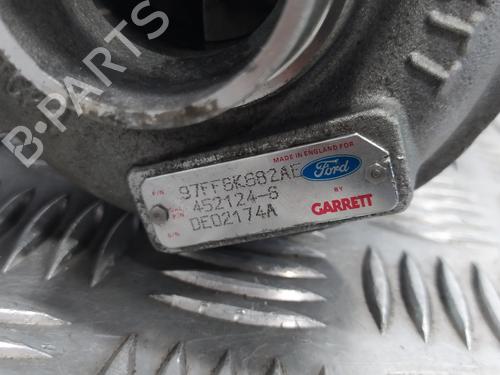 B-PARTS
MADE IN ENGLAND FOR
P/N 97FF6K682AE Ford
452124-6 BY
S/N DE02174A GARRETT